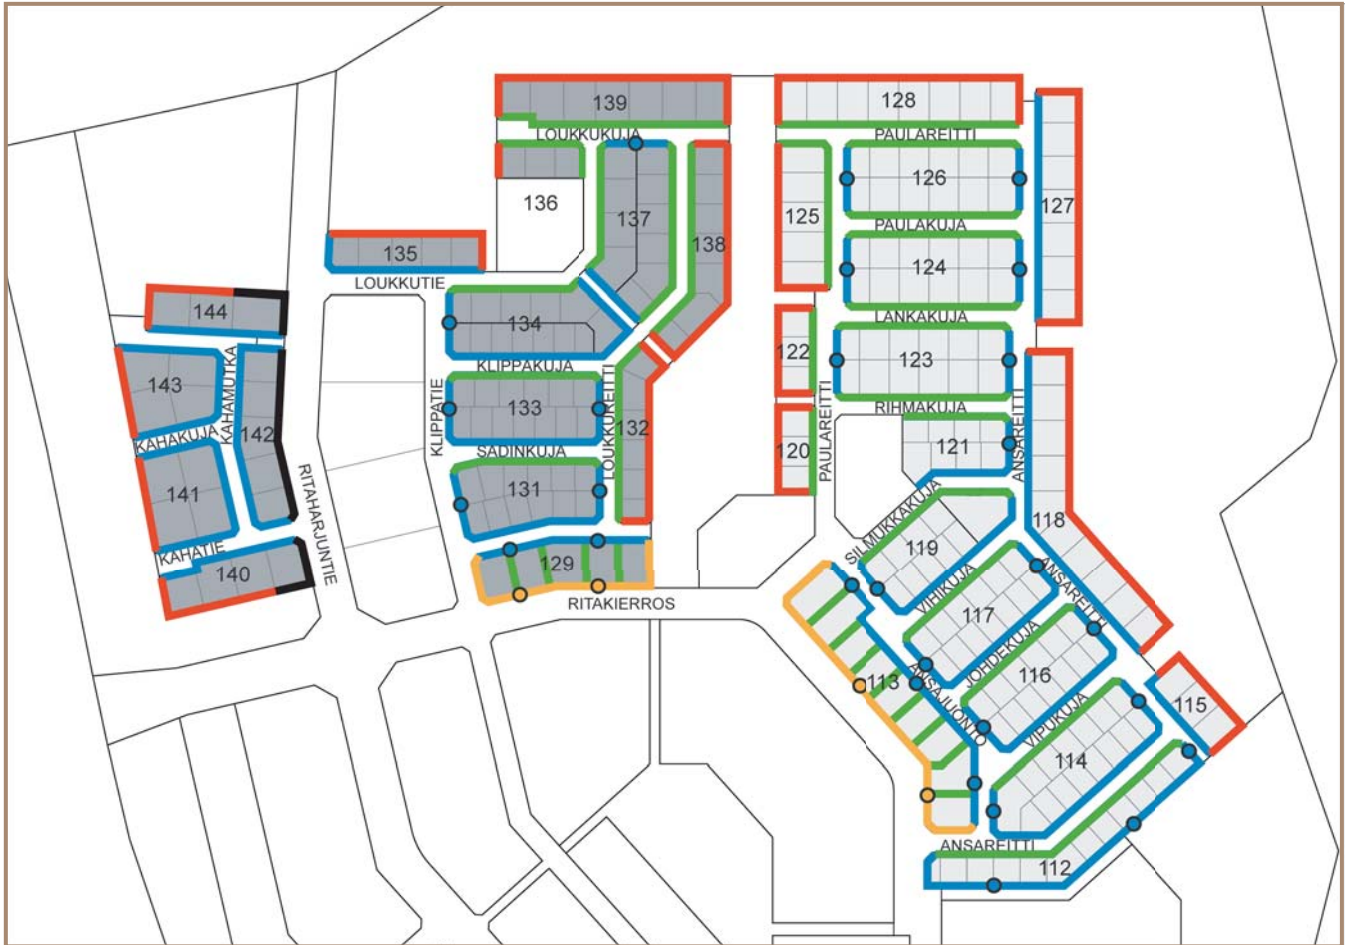 139
128
LOUKKUKUJA
PAULAREITTI
126
136
127
137
125
PAULAKUJA
138
135
124
LOUKKUTIE
144
LANKAKUJA
134
122
123
KLIPPAKUJA
143
KAHAMUTKA
KLIPPATIE
133
LOUKKUREITTI
PAULAREITTI
RIHMAKUJA
ANSAREITTI
KAHAKUJA
142
132
120
121
SADINKUJA
141
RITAHARJUNTIE
131
SILMUKKAKUJA
118
119
KAHATIE
140
129
VIHIKUJA
ANSAREITTI
RITAKIERROS
117
JOHDEKUJA
113
ANSAJUONTO
116
115
VIPUKUJA
114
ANSAREITTI
112